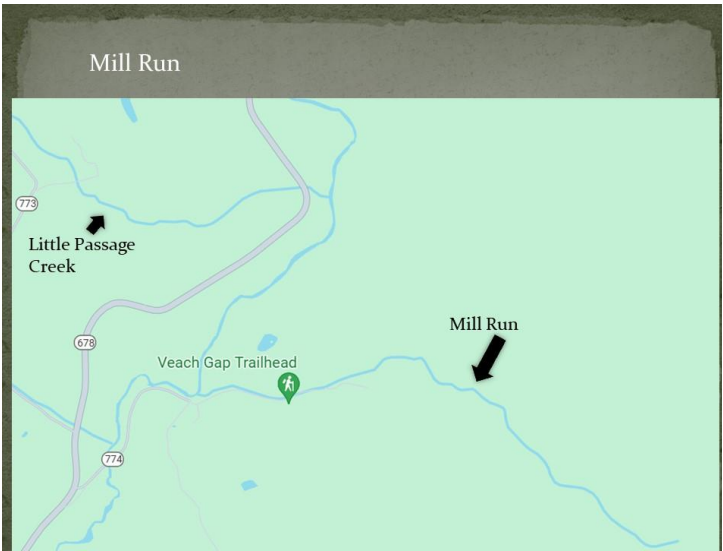 Mill Run
773
Little Passage
Creek
Mill Run
678
Veach Gap Trailhead
774